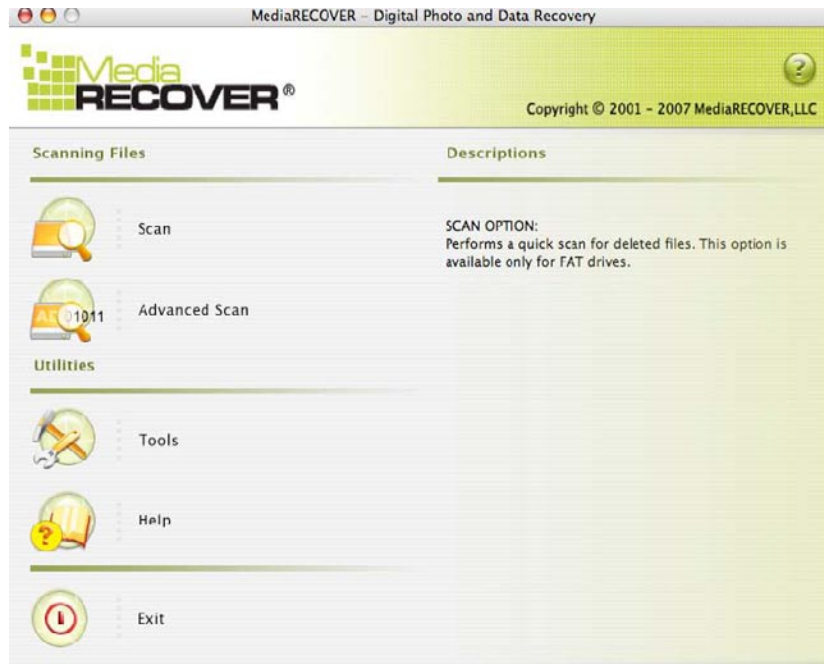 MediaRECOVER – Digital Photo and Data Recovery
Media
RECOVER®
?
Copyright © 2001 – 2007 MediaRECOVER,LLC
Scanning Files
Scan
AD 01011
Advanced Scan
Utilities
Tools
?
Help
Exit
Descriptions
SCAN OPTION:
Performs a quick scan for deleted files. This option is
available only for FAT drives.